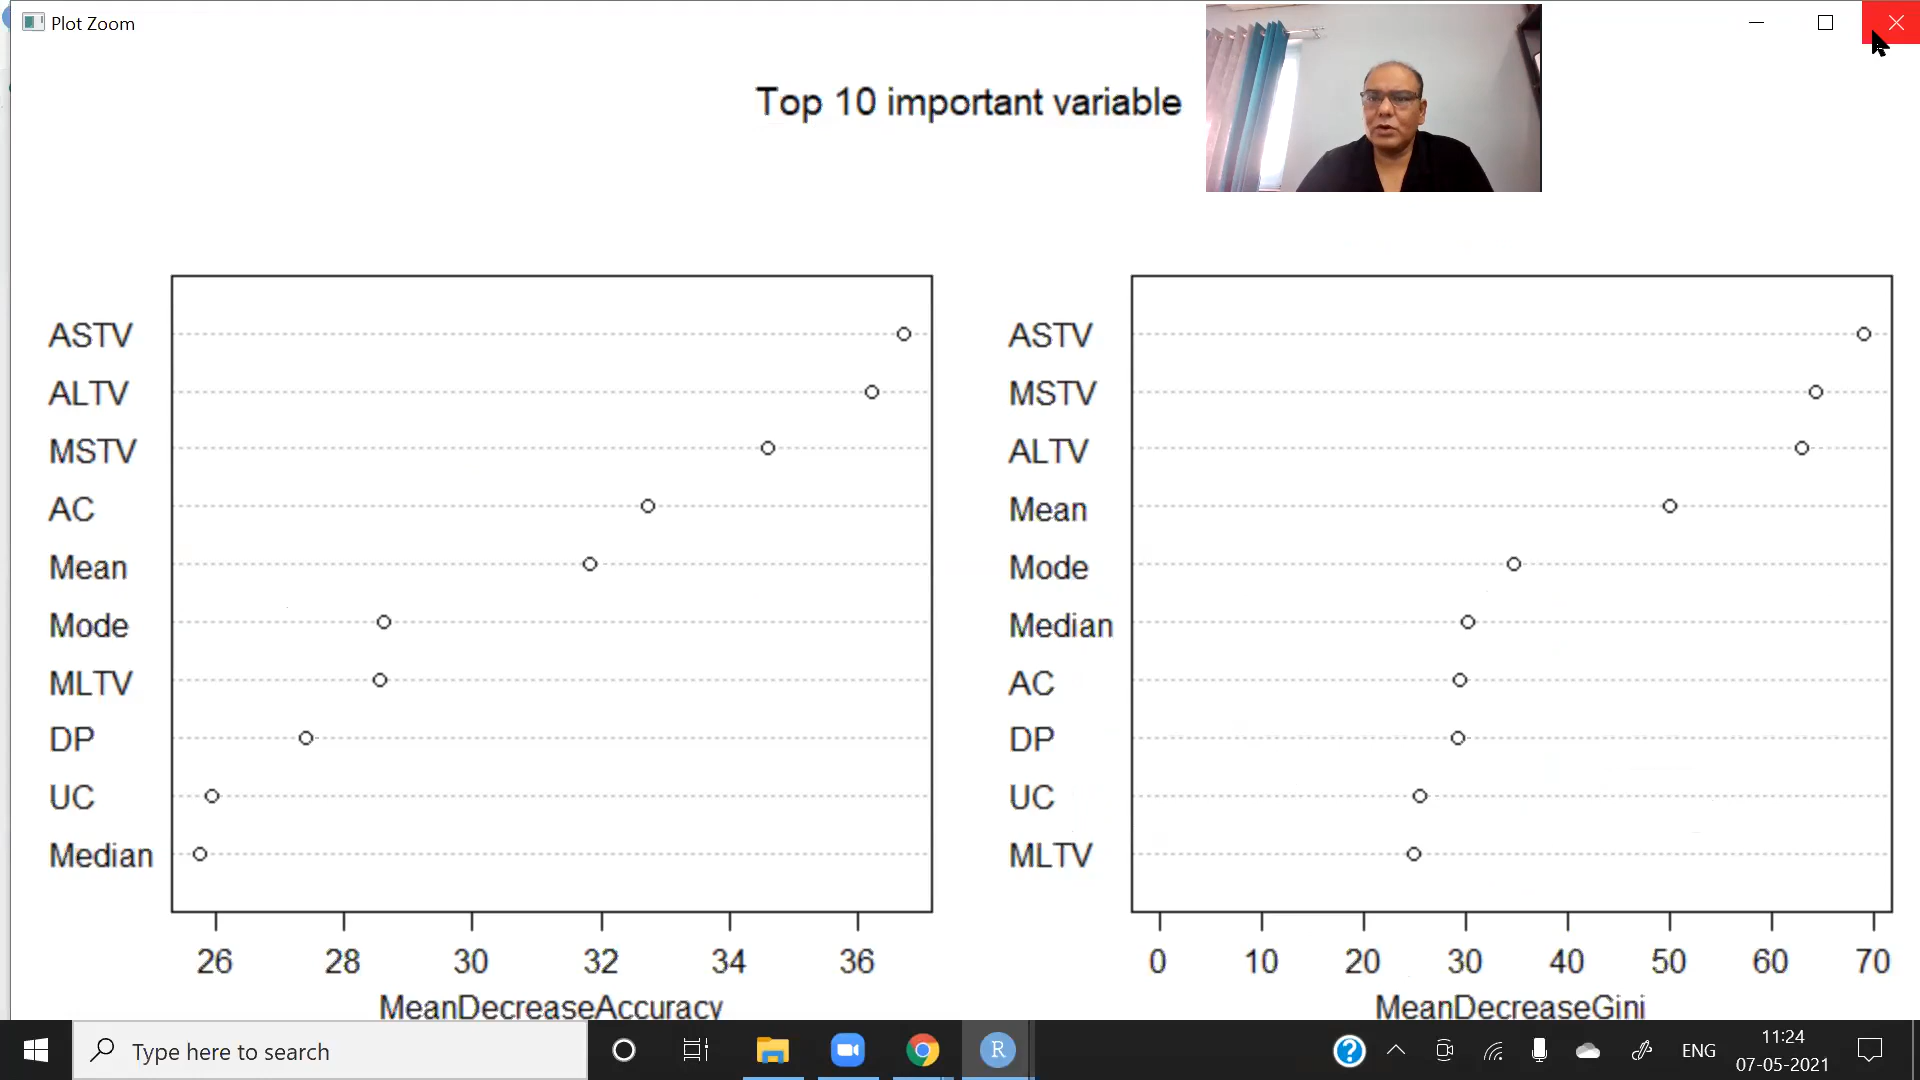 Plot Zoom
Top 10 important variable
ASTV
ALTV
MSTV
AC
Mean
Mode
MLTV
DP
UC
Median
26 28 30 32 34 36
MeanDecreaseAccuracy
ASTV
MSTV
ALTV
Mean
Mode
Median
AC
DP
UC
MLTV
0 10 20 30 40 50 60 70
MeanDecreaseGini
Type here to search
R
?
ENG
11:24
07-05-2021